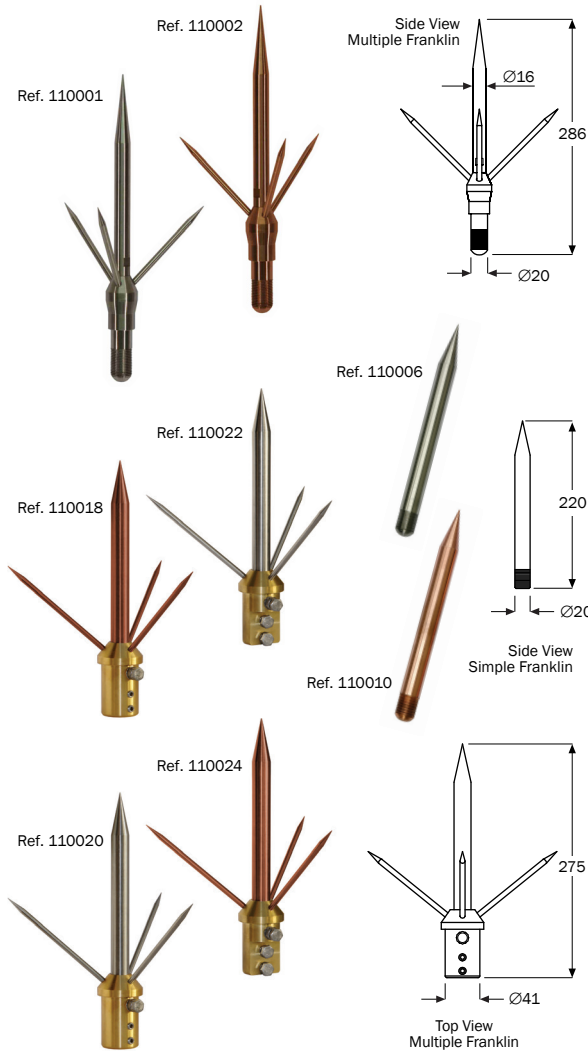 Ref. 110002
Side View
Multiple Franklin
Ø16
Ref. 110001
286
Ø20
Ref. 110006
Ref. 110022
Ref. 110018
220
Ø20
Side View
Simple Franklin
Ref. 110010
Ref. 110024
Ref. 110020
275
Ø41
Top View
Multiple Franklin